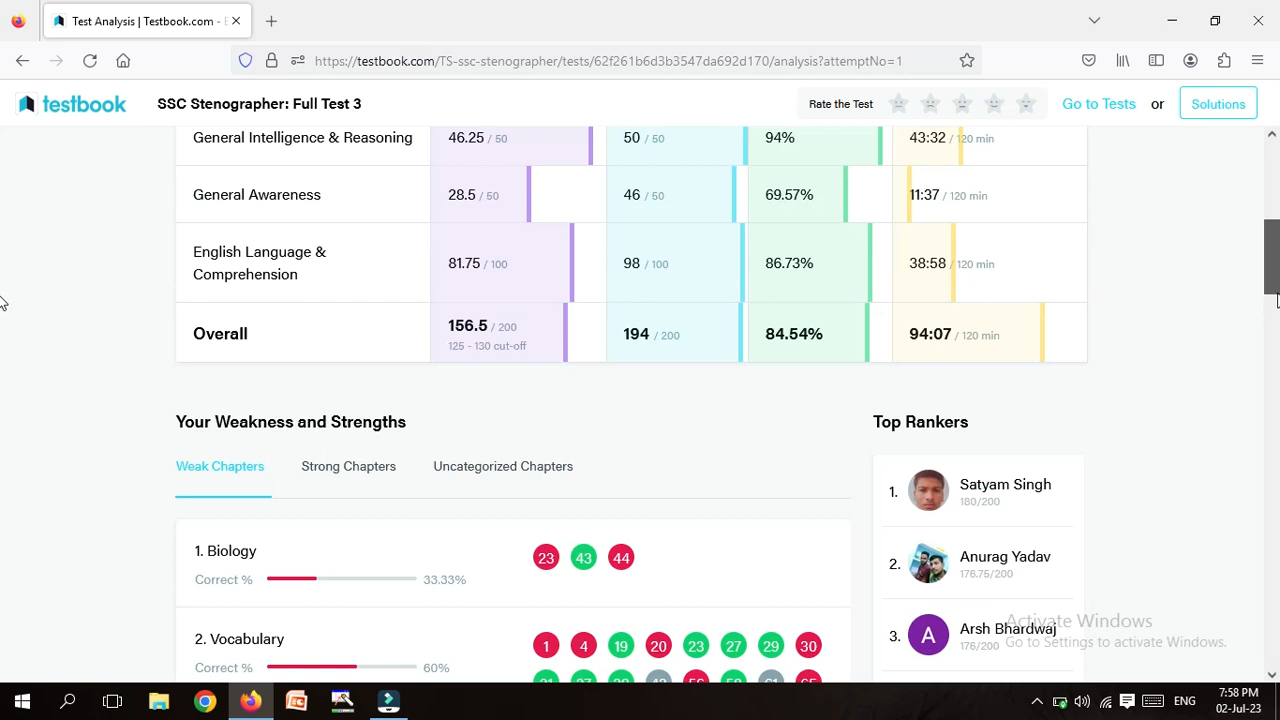 Test Analysis | Testbook.com - E
https://testbook.com/TS-ssc-stenographer/tests/62f261b6d3b3547da692d170/analysis?attemptNo=1
testbook
SSC Stenographer: Full Test 3
Rate the Test
Go to Tests or Solutions
General Intelligence & Reasoning 46.25 / 50 50 / 50 94% 43:32 / 120 min
General Awareness 28.5 / 50 46 / 50 69.57% 11:37 / 120 min
English Language &
Comprehension
81.75 / 100 98 / 100 86.73% 38:58 / 120 min
Overall 156.5 / 200 194 / 200 84.54% 94:07 / 120 min
125 - 130 cut-off
Your Weakness and Strengths
Weak Chapters Strong Chapters Uncategorized Chapters
1. Biology
Correct % 33.33%
23 43 44
2. Vocabulary
Correct % 60%
1 4 19 20 23 27 29 30
Top Rankers
1. Satyam Singh
180/200
2. Anurag Yadav
176.75/200
3. A Arsh Bhardwaj
176/200
Activate Windows
Go to Settings to activate Windows.
ENG
7:58 PM
02-Jul-23